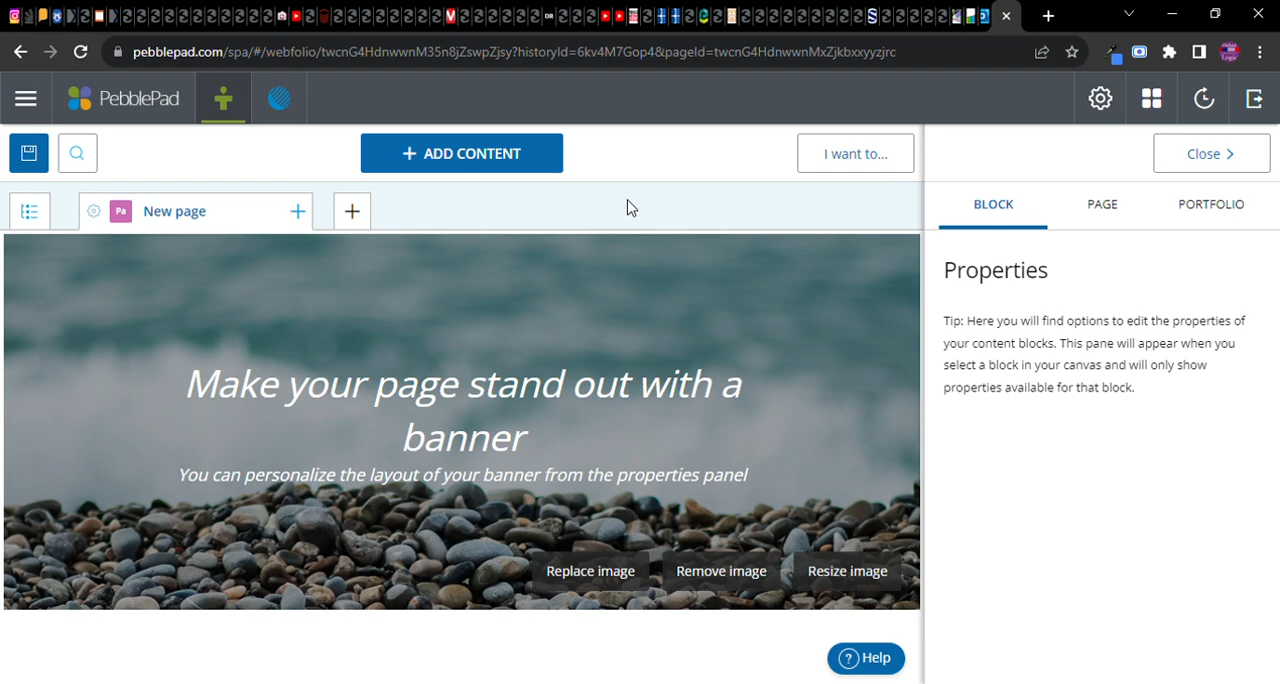 pebblepad.com/spa/#/webfolio/twcnG4HdnwwnM35n8jZswpZjsy?historyId=6kv4M7Gop4&pageId=twcnG4HdnwwnMxZjkbxxyyzjrc
PebblePad
+ ADD CONTENT
I want to...
Close
Pa New page
BLOCK PAGE PORTFOLIO
Properties
Tip: Here you will find options to edit the properties of
your content blocks. This pane will appear when you
select a block in your canvas and will only show
properties available for that block.
Make your page stand out with a
banner
You can personalize the layout of your banner from the properties panel
Replace image Remove image Resize image
? Help